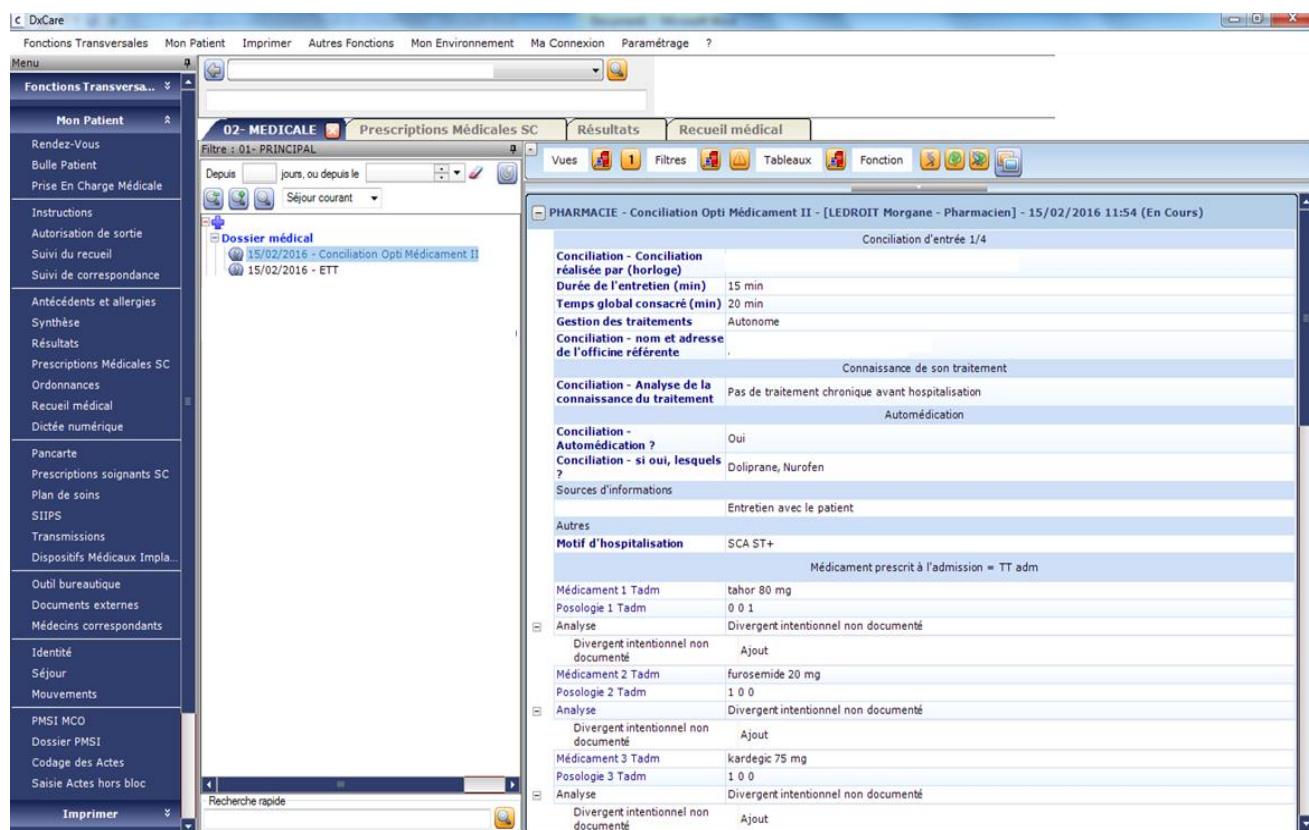 DxCare
Fonctions Transversales Mon Patient Imprimer Autres Fonctions Mon Environnement Ma Connexion Paramétrage ?
Menu
Fonctions Transversa...
Mon Patient
Rendez-Vous
Bulle Patient
Prise En Charge Médicale
Instructions
Autorisation de sortie
Suivi du recueil
Suivi de correspondance
Antécédents et allergies
Synthèse
Résultats
Prescriptions Médicales SC
Ordonnances
Recueil médical
Dictée numérique
Pancarte
Prescriptions soignants SC
Plan de soins
SIIPS
Transmissions
Dispositifs Médicaux Impla...
Outil bureautique
Documents externes
Médecins correspondants
Identité
Séjour
Mouvements
PMSI MCO
Dossier PMSI
Codage des Actes
Saisie Actes hors bloc
Imprimer
02- MEDICALE Prescriptions Médicales SC Résultats Recueil médical
Filtre : 01- PRINCIPAL
Depuis jours, ou depuis le
Séjour courant
Dossier médical
15/02/2016 - Conciliation Opti Médicament II
15/02/2016 - ETT
Recherche rapide
Vues 1 Filtres Tableaux Fonction
PHARMACIE - Conciliation Opti Médicament II - [LEDROIT Morgane - Pharmacien] - 15/02/2016 11:54 (En Cours)
Conciliation d'entrée 1/4
Conciliation - Conciliation
réalisée par (horloge)
Durée de l'entretien (min) 15 min
Temps global consacré (min) 20 min
Gestion des traitements Autonome
Conciliation - nom et adresse
de l'officine référente
Connaissance de son traitement
Conciliation - Analyse de la
connaissance du traitement Pas de traitement chronique avant hospitalisation
Automédication
Conciliation -
Automédication ? Oui
Conciliation - si oui, lesquels
? Doliprane, Nurofen
Sources d'informations
Entretien avec le patient
Autres
Motif d'hospitalisation SCA ST+
Médicament prescrit à l'admission = TT adm
Médicament 1 Tadm tahor 80 mg
Posologie 1 Tadm 0 0 1
Analyse Divergent intentionnel non documenté
Divergent intentionnel non
documenté Ajout
Médicament 2 Tadm furosemide 20 mg
Posologie 2 Tadm 1 0 0
Analyse Divergent intentionnel non documenté
Divergent intentionnel non
documenté Ajout
Médicament 3 Tadm kardegic 75 mg
Posologie 3 Tadm 1 0 0
Analyse Divergent intentionnel non documenté
Divergent intentionnel non
documenté Ajout